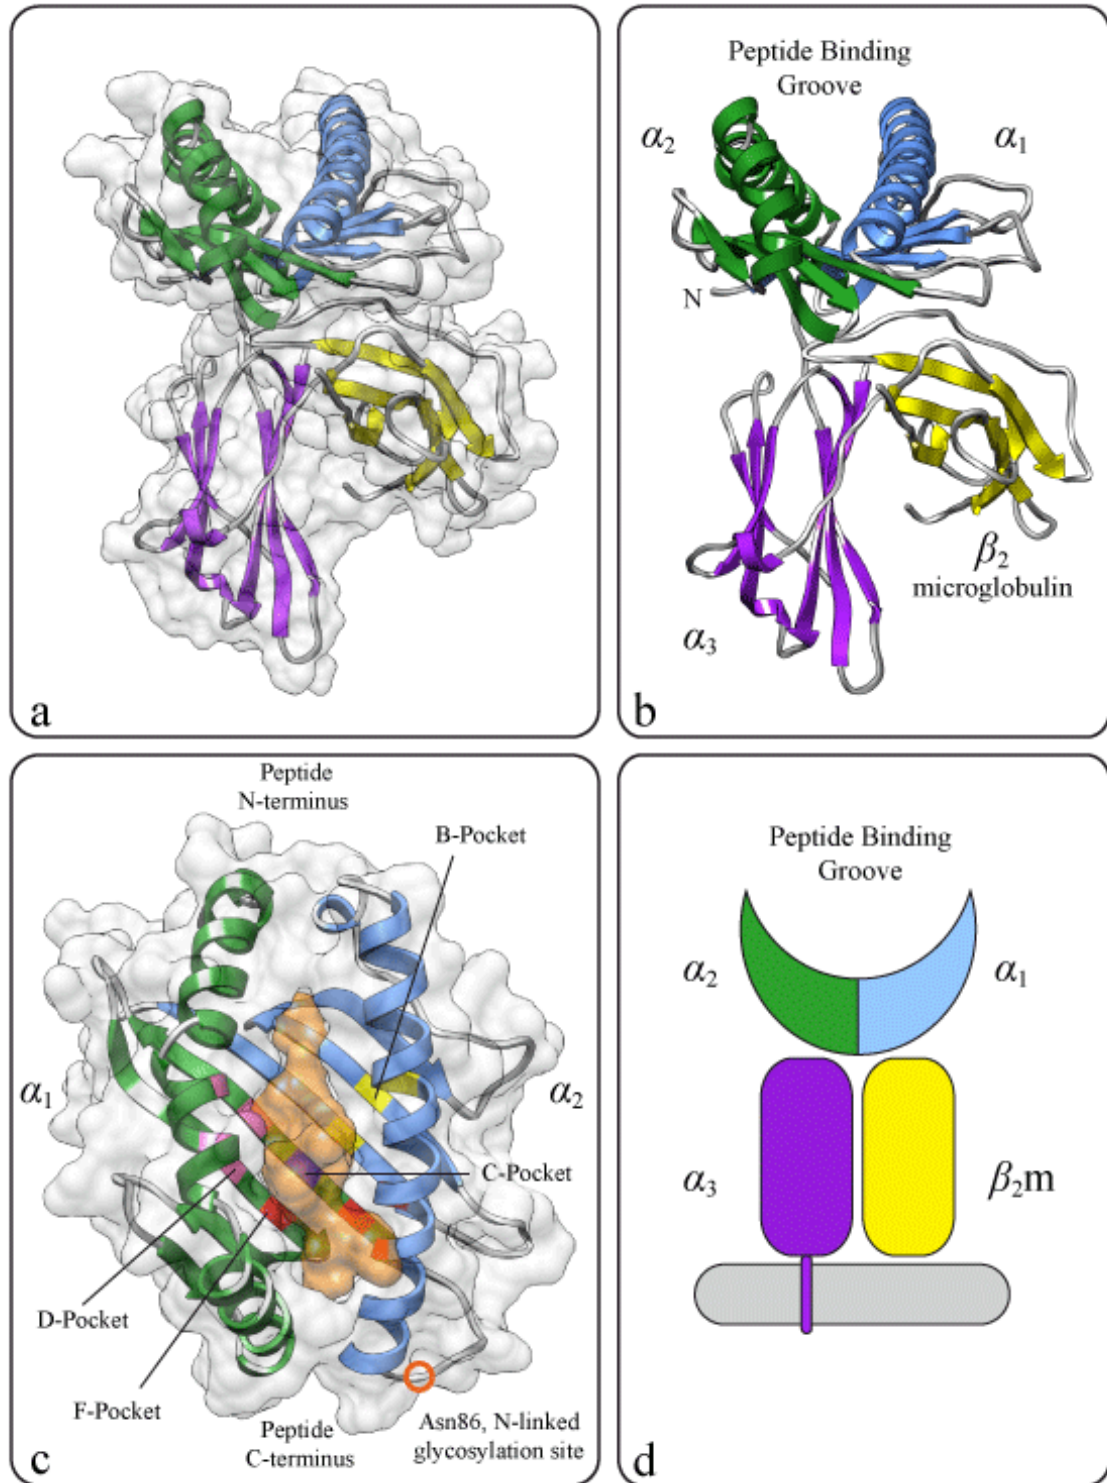 Peptide Binding
Groove
α₂
α₁
N
β₂
microglobulin
α₃
a
b
Peptide
N-terminus
B-Pocket
α₁
α₂
C-Pocket
D-Pocket
F-Pocket
Peptide
C-terminus
Asn86, N-linked
glycosylation site
c
Peptide Binding
Groove
α₂
α₁
α₃
β₂m
d